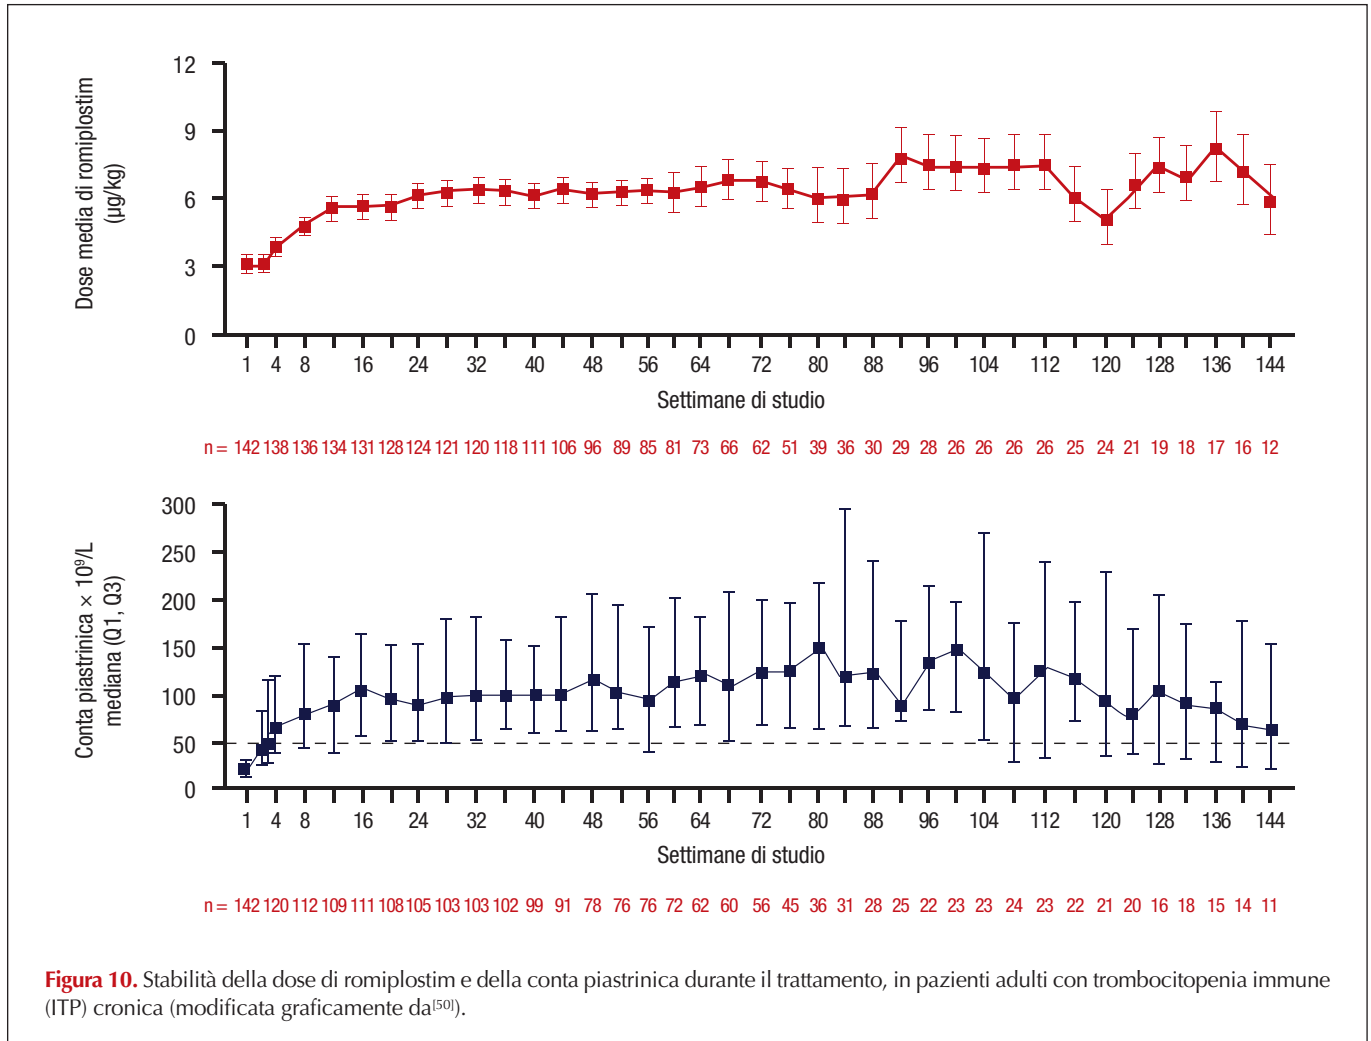 Dose media di romiplostim
(µg/kg)
12
9
6
3
0
1 4 8 16 24 32 40 48 56 64 72 80 88 96 104 112 120 128 136 144
Settimane di studio
n = 142 138 136 134 131 128 124 121 120 118 111 106 96 89 85 81 73 66 62 51 39 36 30 29 28 26 26 26 26 25 24 21 19 18 17 16 12
Conta piastrinica × 10⁹/L
mediana (Q1, Q3)
300
250
200
150
100
50
0
1 4 8 16 24 32 40 48 56 64 72 80 88 96 104 112 120 128 136 144
Settimane di studio
n = 142 120 112 109 111 108 105 103 103 102 99 91 78 76 76 72 62 60 56 45 36 31 28 25 22 23 23 24 23 22 21 20 16 18 15 14 11
Figura 10. Stabilità della dose di romiplostim e della conta piastrinica durante il trattamento, in pazienti adulti con trombocitopenia immune
(ITP) cronica (modificata graficamente da[50]).